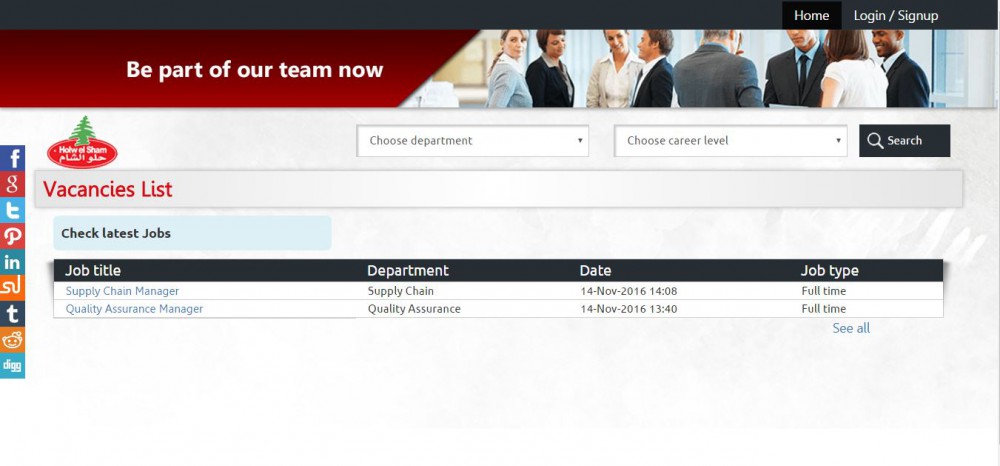 Home Login / Signup
Be part of our team now
Holw el Sham
حلو الشام
Choose department Choose career level Search
Vacancies List
Check latest Jobs
Job title Department Date Job type
Supply Chain Manager Supply Chain 14-Nov-2016 14:08 Full time
Quality Assurance Manager Quality Assurance 14-Nov-2016 13:40 Full time
See all
digg